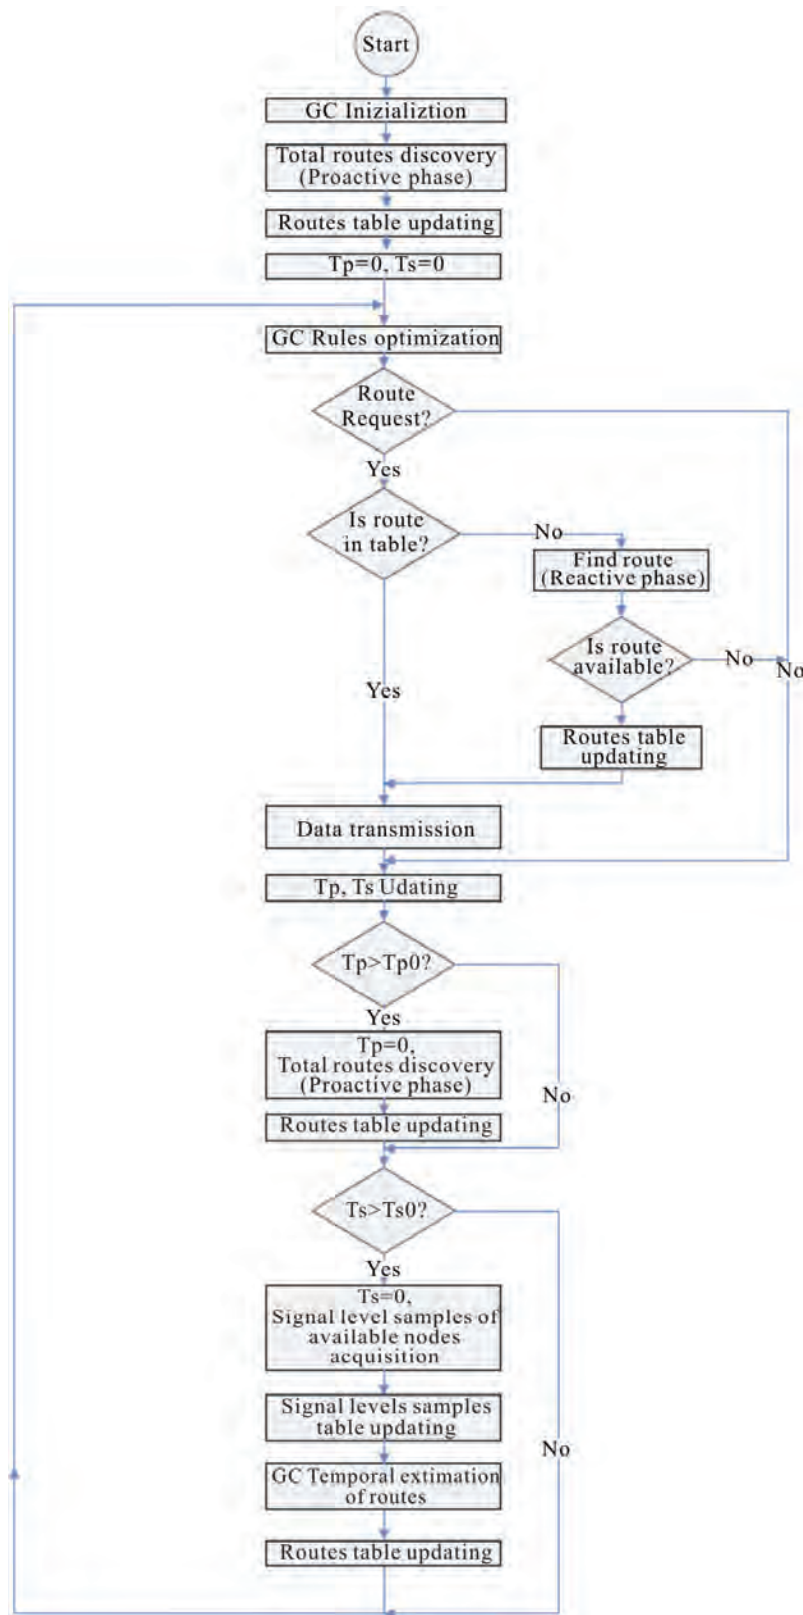 Start
GC Inizializtion
Total routes discovery
(Proactive phase)
Routes table updating
Tp=0, Ts=0
GC Rules optimization
Route
Request?
Yes
Is route
in table?
No
Find route
(Reactive phase)
Is route
available?
No
No
Yes
Routes table
updating
Data transmission
Tp, Ts Udating
Tp>Tp0?
Yes
Tp=0,
Total routes discovery
(Proactive phase)
No
Routes table updating
Ts>Ts0?
Yes
Ts=0,
Signal level samples of
available nodes
acquisition
Signal levels samples
table updating
No
GC Temporal extimation
of routes
Routes table updating